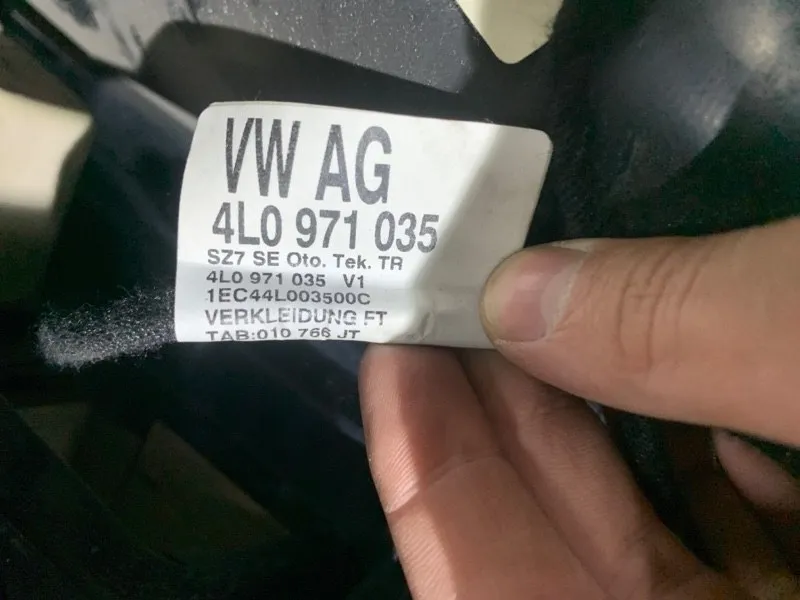 VW AG
4L0 971 035
SZ7 SE Oto. Tek. TR
4L0 971 035 V1
1EC44L003500C
VERKLEIDUNG FT
TAB:010 766 JT